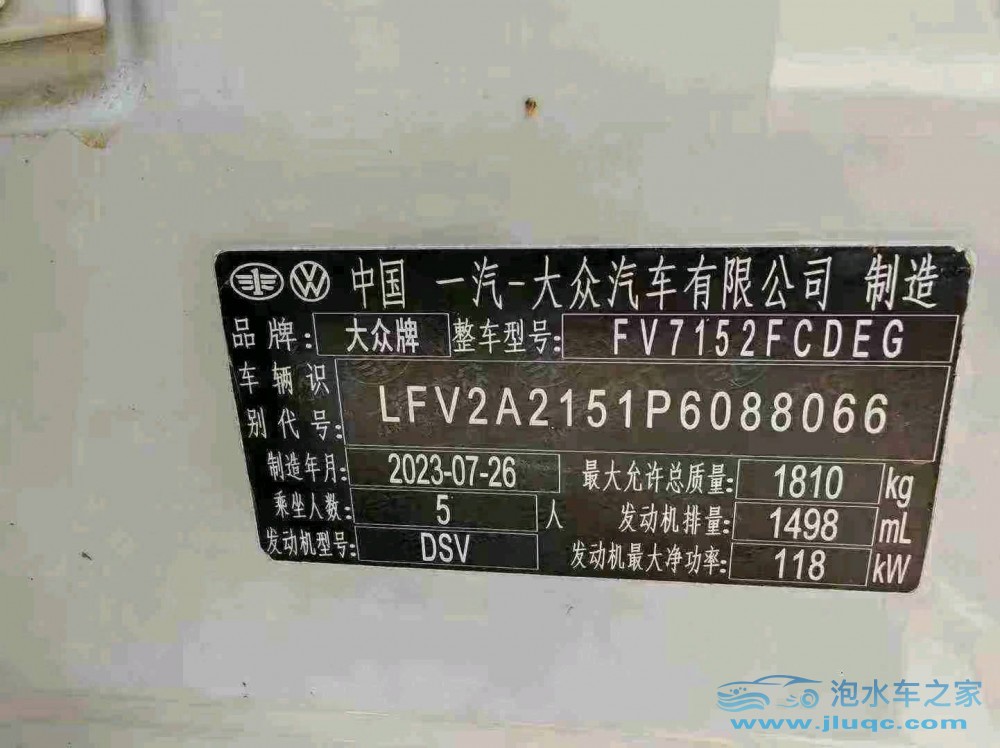 中国 一汽-大众汽车有限公司 制造
品牌: 大众牌 整车型号: FV7152FCDEG
车辆识别代号: LFV2A2151P6088066
制造年月: 2023-07-26 最大允许总质量: 1810 kg
乘坐人数: 5 人 发动机排量: 1498 mL
发动机型号: DSV 发动机最大净功率: 118 kW
泡水车之家
www.jluqc.com